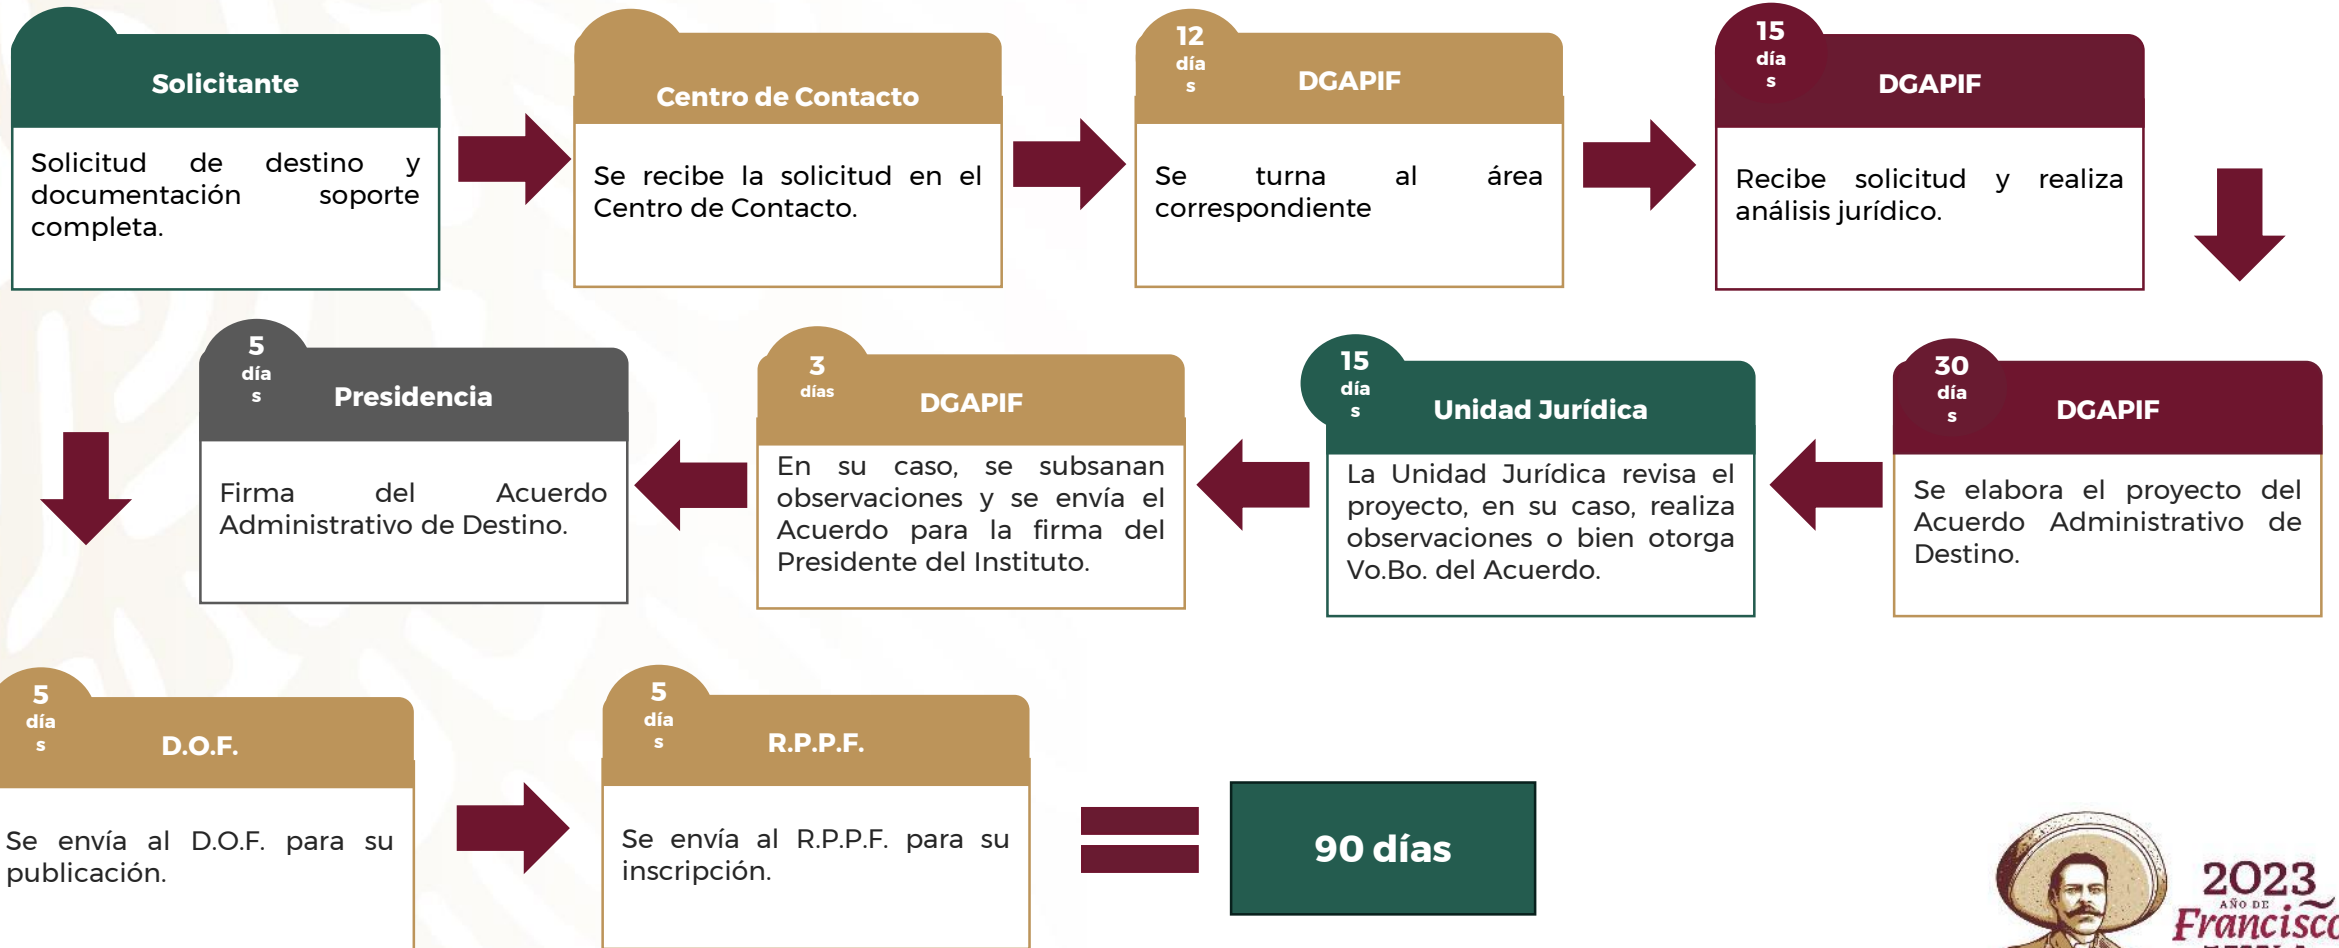 Solicitante
Solicitud de destino y
documentación soporte
completa.
Centro de Contacto
Se recibe la solicitud en el
Centro de Contacto.
12
día
s
DGAPIF
Se turna al área
correspondiente
15
día
s
DGAPIF
Recibe solicitud y realiza
análisis jurídico.
30
día
s
DGAPIF
Se elabora el proyecto del
Acuerdo Administrativo de
Destino.
15
día
s
Unidad Jurídica
La Unidad Jurídica revisa el
proyecto, en su caso, realiza
observaciones o bien otorga
Vo.Bo. del Acuerdo.
3
días
DGAPIF
En su caso, se subsanan
observaciones y se envía el
Acuerdo para la firma del
Presidente del Instituto.
5
día
s
Presidencia
Firma del Acuerdo
Administrativo de Destino.
5
día
s
D.O.F.
Se envía al D.O.F. para su
publicación.
5
día
s
R.P.P.F.
Se envía al R.P.P.F. para su
inscripción.
90 días
2023
AÑO DE
Francisco